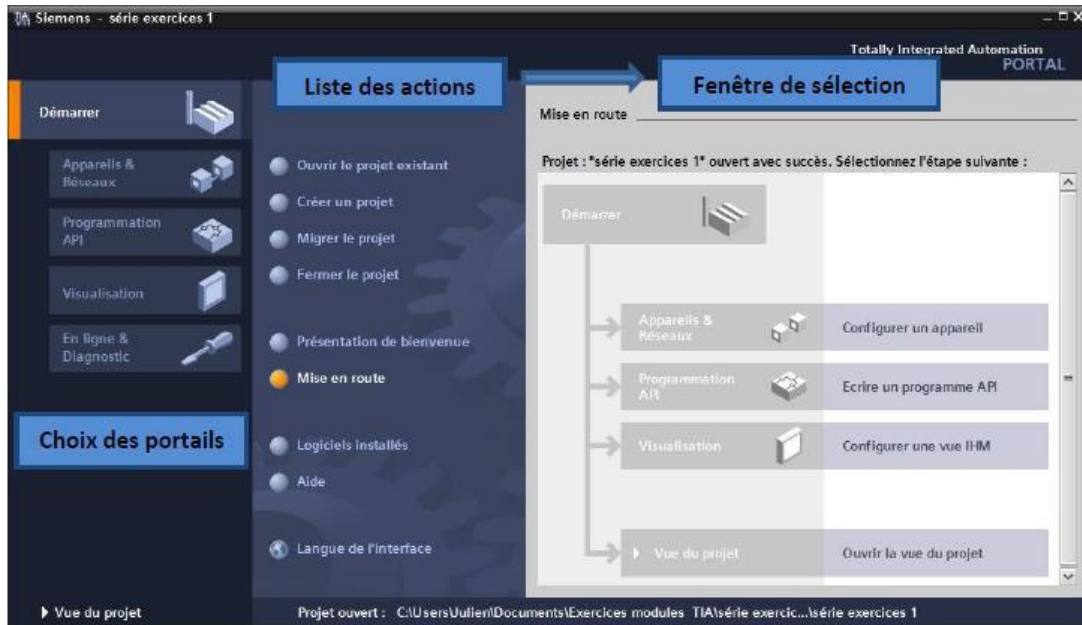 Siemens - série exercices 1
Totally Integrated Automation
PORTAL
Liste des actions
Fenêtre de sélection
Démarrer
Appareils &
Réseaux
Programmation
API
Visualisation
En ligne &
Diagnostic
Choix des portails
Vue du projet
Ouvrir le projet existant
Créer un projet
Migrer le projet
Fermer le projet
Présentation de bienvenue
Mise en route
Logiciels installés
Aide
Langue de l'interface
Mise en route
Projet : "série exercices 1" ouvert avec succès. Sélectionnez l'étape suivante :
Démarrer
Appareils &
Réseaux
Configurer un appareil
Programmation
API
Ecrire un programme API
Visualisation
Configurer une vue IHM
Vue du projet
Ouvrir la vue du projet
Projet ouvert : C:\Users\Julien\Documents\Exercices modules TIA\série exercic...\série exercices 1